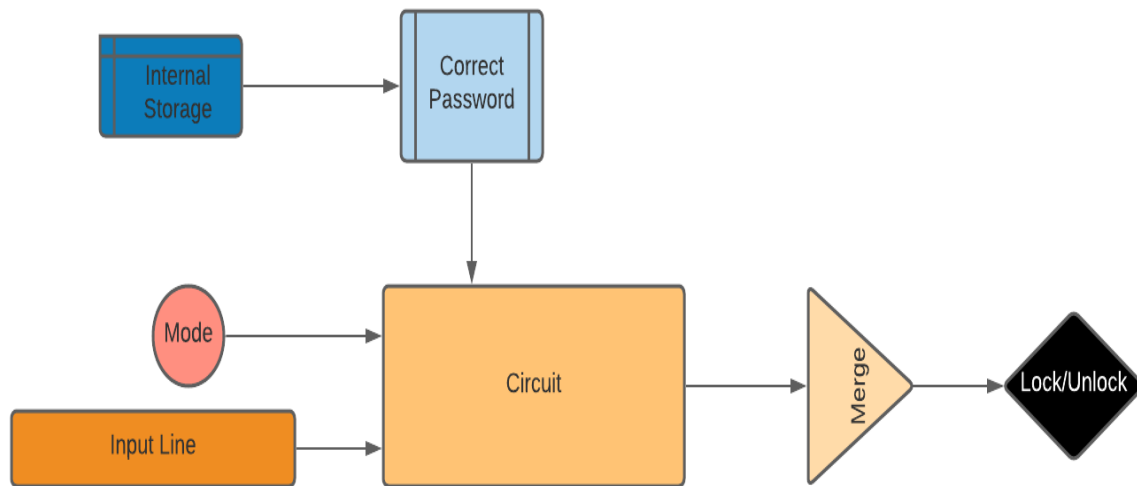 Internal
Storage
Correct
Password
Mode
Input Line
Circuit
Merge
Lock/Unlock